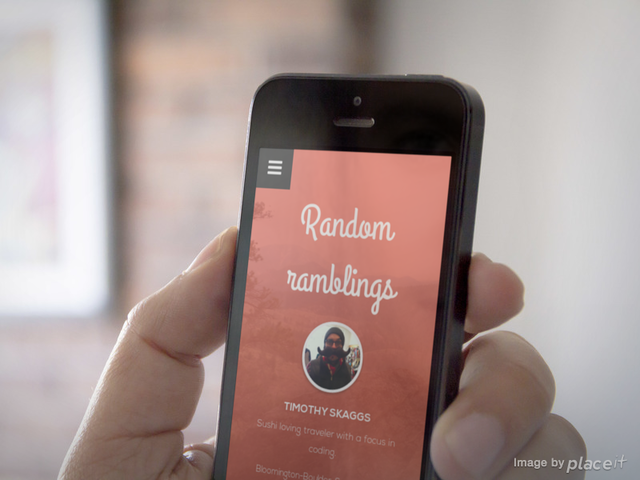 Random
ramblings
TIMOTHY SKAGGS
Sushi loving traveler with a focus in
coding
Image by placeit